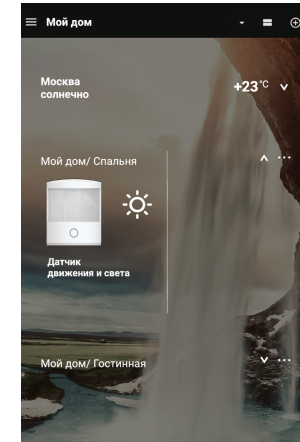 Мой дом
Москва +23°C
солнечно
Мой дом/ Спальня
Датчик
движения и света
Мой дом/ Гостинная